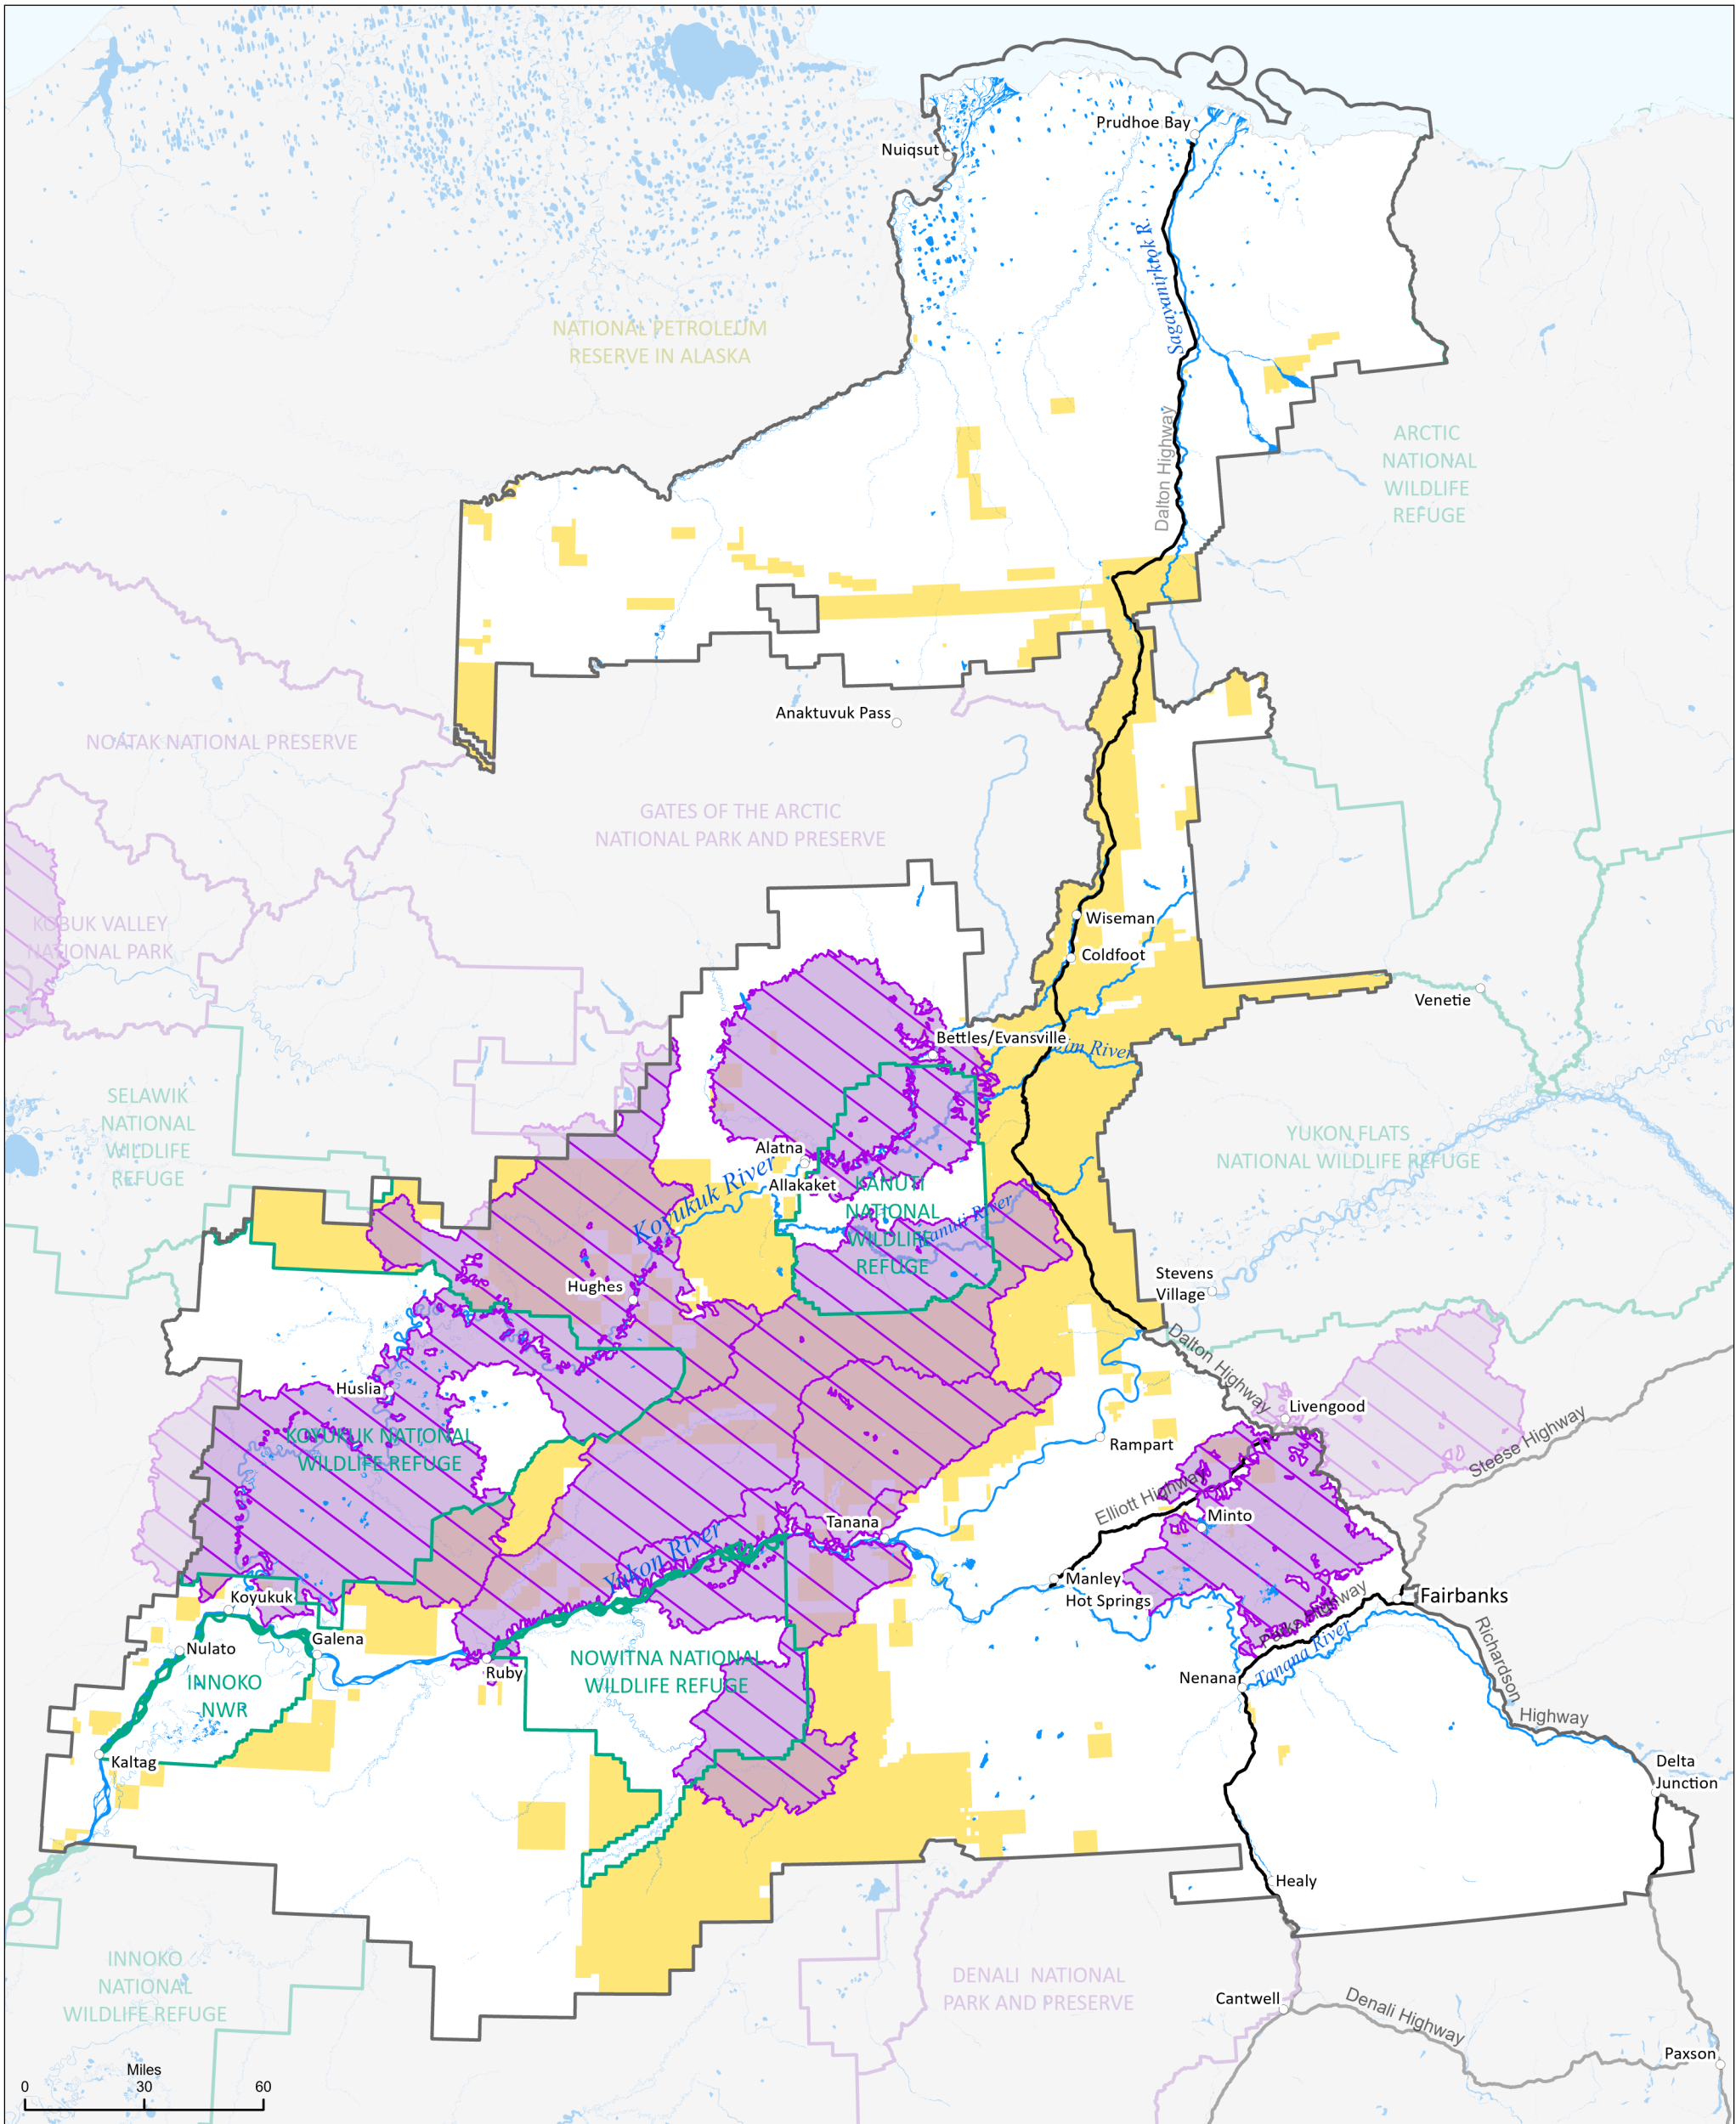 Prudhoe Bay
Nuiqsut
Sagavanirktok R.
NATIONAL PETROLEUM
RESERVE IN ALASKA
Dalton Highway
ARCTIC
NATIONAL
WILDLIFE
REFUGE
Anaktuvuk Pass
NOATAK NATIONAL PRESERVE
GATES OF THE ARCTIC
NATIONAL PARK AND PRESERVE
Wiseman
KOBUK VALLEY
NATIONAL PARK
Coldfoot
Venetie
Bettles/Evansville
River
SELAWIK
NATIONAL
WILDLIFE
REFUGE
YUKON FLATS
NATIONAL WILDLIFE REFUGE
Alatna
Allakaket
Koyukuk River
KANUTI
NATIONAL
WILDLIFE
REFUGE
Kanuti River
Hughes
Stevens
Village
Dalton Highway
Huslia
Livengood
KOYUKUK NATIONAL
WILDLIFE REFUGE
Rampart
Steese Highway
Elliott Highway
Minto
Tanana
Yukon River
Manley
Hot Springs
Fairbanks
Koyukuk
Parks Highway
Nulato
Galena
Ruby
NOWITNA NATIONAL
WILDLIFE REFUGE
Tanana River
Richardson
Highway
Nenana
INNOKO
NWR
Kaltag
Delta
Junction
Healy
INNOKO
NATIONAL
WILDLIFE REFUGE
DENALI NATIONAL
PARK AND PRESERVE
Cantwell
Denali Highway
Paxson
Miles
0 30 60